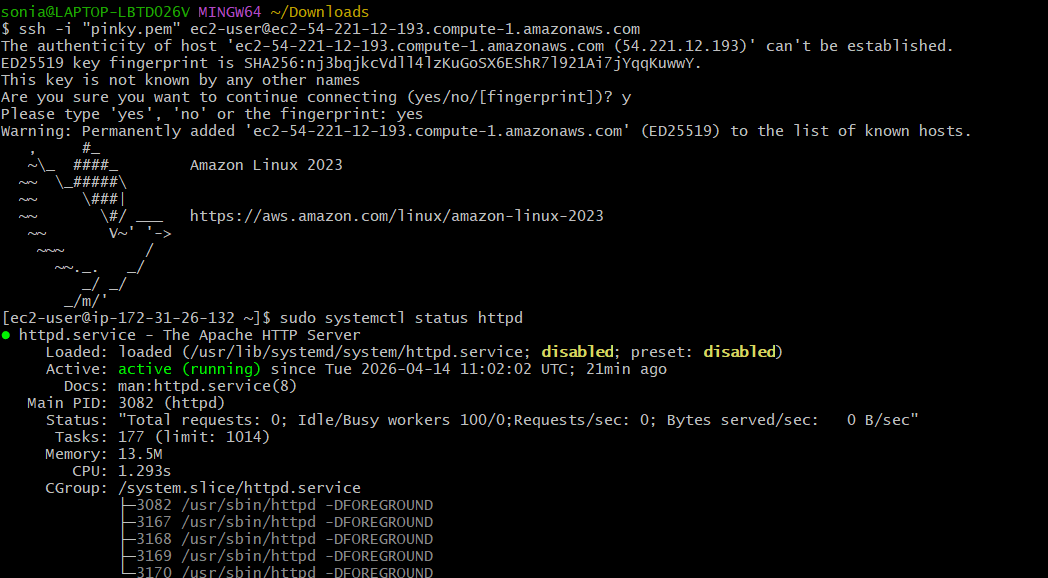 sonia@LAPTOP-LBTDO26V MINGW64 ~/Downloads
$ ssh -i "pinky.pem" ec2-user@ec2-54-221-12-193.compute-1.amazonaws.com
The authenticity of host 'ec2-54-221-12-193.compute-1.amazonaws.com (54.221.12.193)' can't be established.
ED25519 key fingerprint is SHA256:nj3bqjkcVdll4lzKuGoSX6EShR7l921Ai7jYqqKuwwY.
This key is not known by any other names
Are you sure you want to continue connecting (yes/no/[fingerprint])? y
Please type 'yes', 'no' or the fingerprint: yes
Warning: Permanently added 'ec2-54-221-12-193.compute-1.amazonaws.com' (ED25519) to the list of known hosts.
   ,     #_
   ~\_  ####_        Amazon Linux 2023
  ~~  \_#####\
  ~~     \###|
  ~~       \#/ ___   https://aws.amazon.com/linux/amazon-linux-2023
   ~~       V~' '->
    ~~~         /
      ~~._.   _/
         _/ _/
       _/m/'
[ec2-user@ip-172-31-26-132 ~]$ sudo systemctl status httpd
● httpd.service - The Apache HTTP Server
     Loaded: loaded (/usr/lib/systemd/system/httpd.service; disabled; preset: disabled)
     Active: active (running) since Tue 2026-04-14 11:02:02 UTC; 21min ago
       Docs: man:httpd.service(8)
   Main PID: 3082 (httpd)
     Status: "Total requests: 0; Idle/Busy workers 100/0;Requests/sec: 0; Bytes served/sec:   0 B/sec"
      Tasks: 177 (limit: 1014)
     Memory: 13.5M
        CPU: 1.293s
     CGroup: /system.slice/httpd.service
             ├─3082 /usr/sbin/httpd -DFOREGROUND
             ├─3167 /usr/sbin/httpd -DFOREGROUND
             ├─3168 /usr/sbin/httpd -DFOREGROUND
             ├─3169 /usr/sbin/httpd -DFOREGROUND
             └─3170 /usr/sbin/httpd -DFOREGROUND